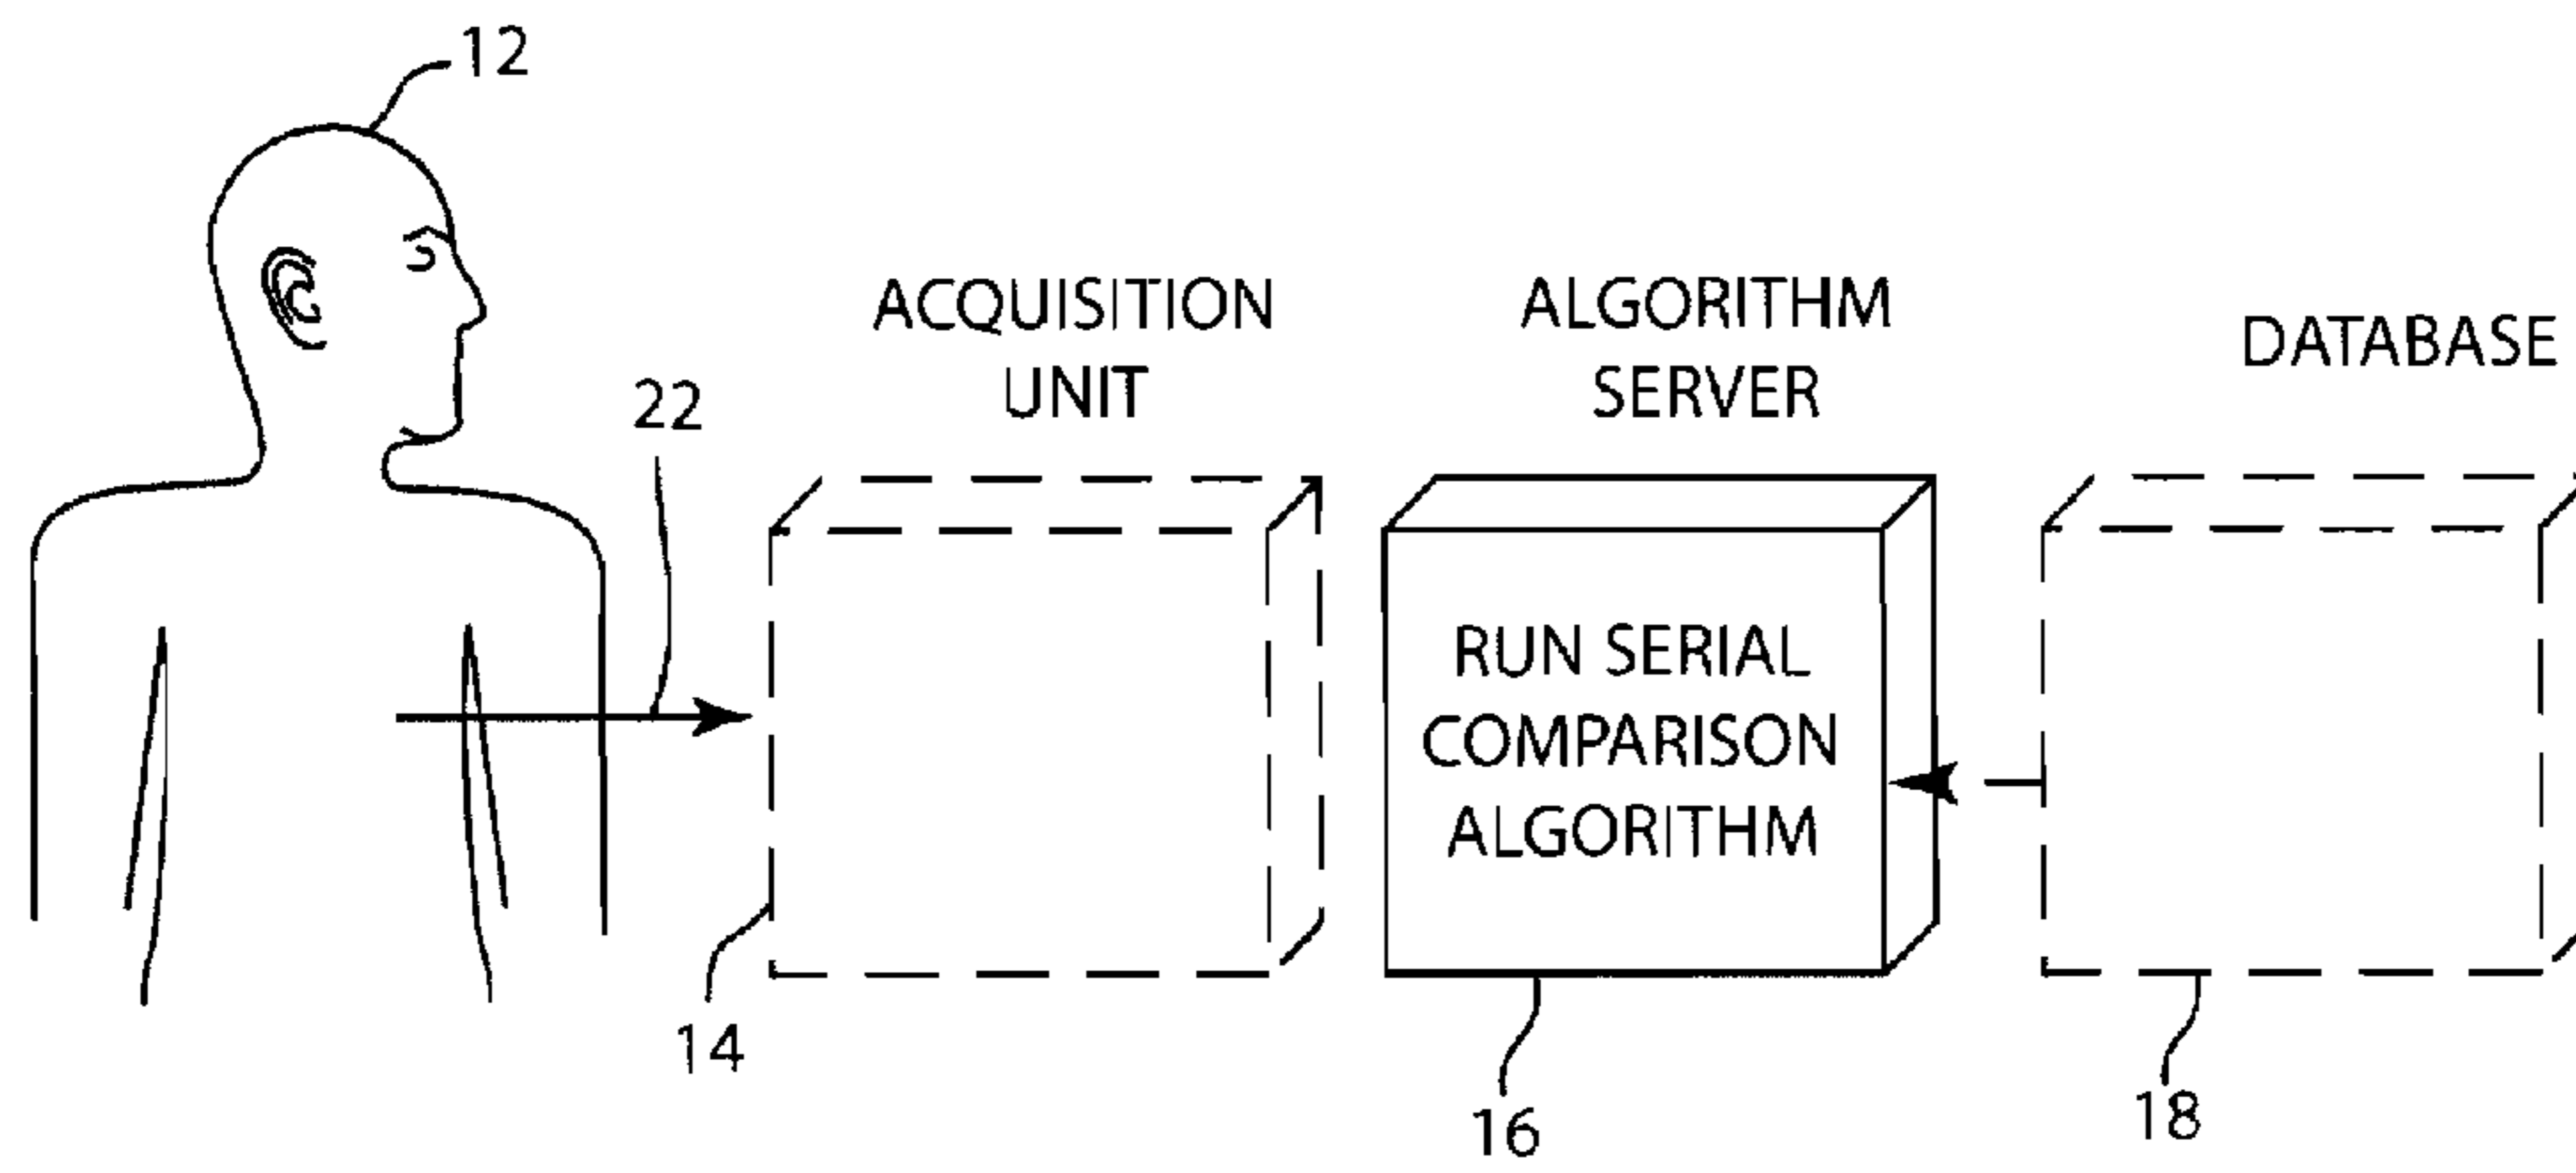 12
22
ACQUISITION
UNIT
ALGORITHM
SERVER
DATABASE
RUN SERIAL
COMPARISON
ALGORITHM
14
16
18